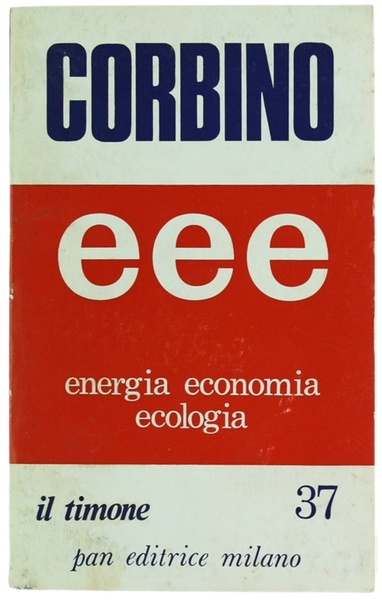 CORBINO
eee
energia economia
ecologia
il timone 37
pan editrice milano